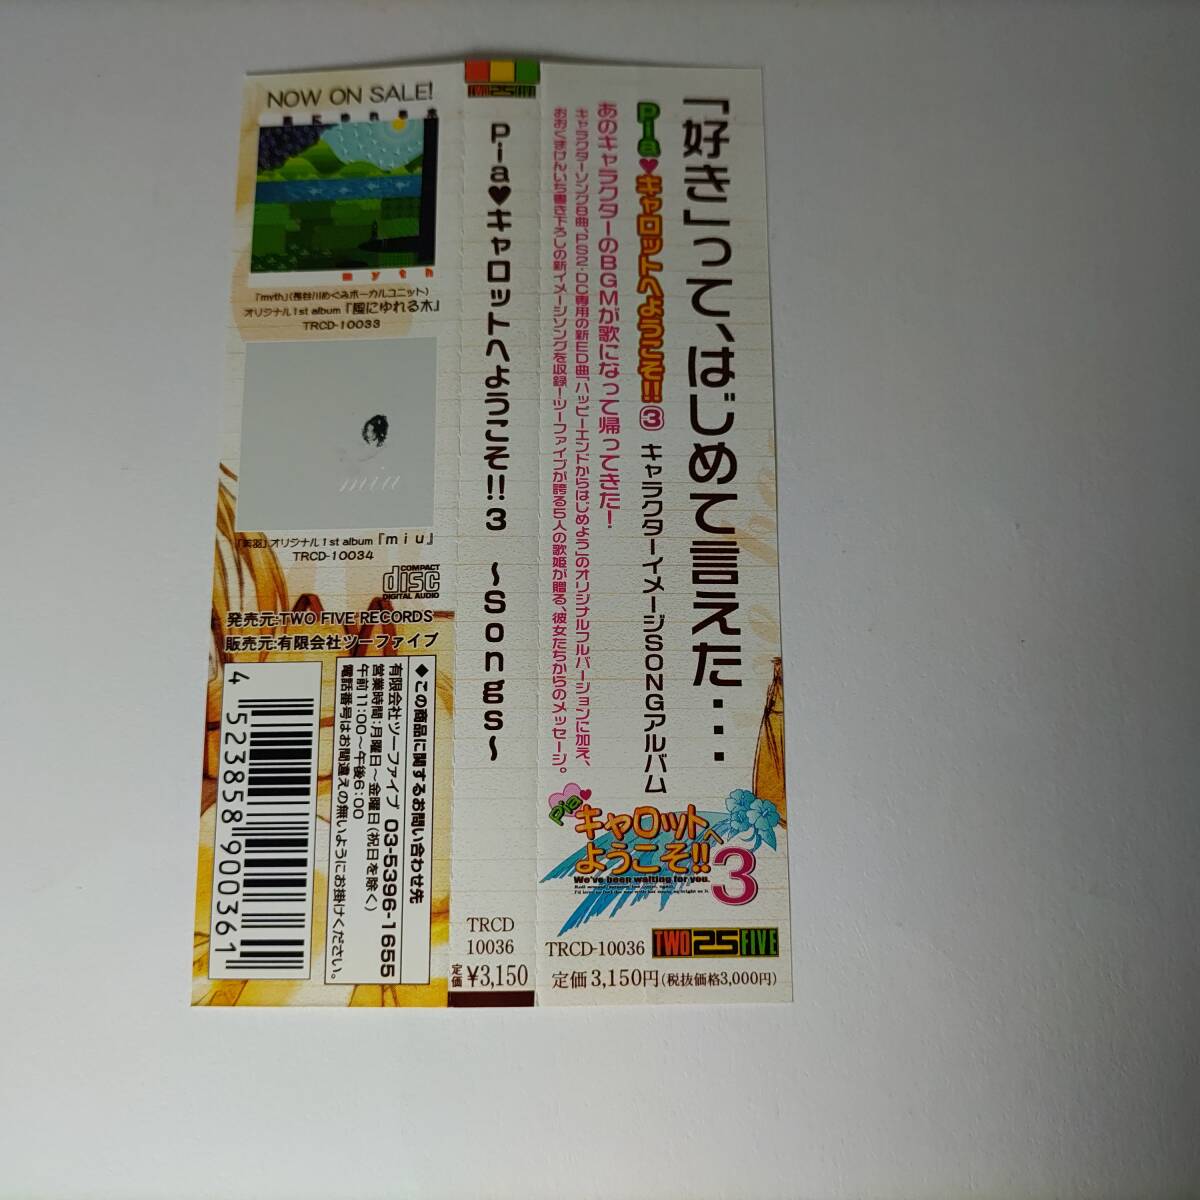 「好き」って、はじめて言えた・・・
Pia♥キャロットへようこそ!!3 キャラクターイメージSONGアルバム
あのキャラクターのBGMが歌になって帰ってきた！
キャラクターソング8曲、PS2・DC専用の新ED曲「ハッピーエンドからはじめよう」のオリジナルフルバージョンに加え、
おおくまけんいち書き下ろしの新イメージソングを収録！ツーファイブが誇る5人の歌姫が贈る、彼女たちからのメッセージ。
Pia♥
キャロットへ
ようこそ!!
3
We've been waiting for you.
TRCD-10036 TWO 25 FIVE
定価 3,150円(税抜価格3,000円)
TWO 25 FIVE
Pia♥キャロットへようこそ!!3 ～Songs～
TRCD
10036
定価 ¥3,150
NOW ON SALE!
風にゆれる木
myth
「myth」(長谷川めぐみボーカルユニット)
オリジナル1st album『風にゆれる木』
TRCD-10033
miu
「美羽」オリジナル1st album『miu』
TRCD-10034
COMPACT
disc
DIGITAL AUDIO
発売元:TWO FIVE RECORDS
販売元:有限会社ツーファイブ
◆この商品に関するお問い合わせ先
有限会社ツーファイブ 03-5396-1655
営業時間:月曜日～金曜日(祝日を除く)
午前11:00～午後6:00
電話番号はお間違えの無いようにお掛けください。
4 523858 900361